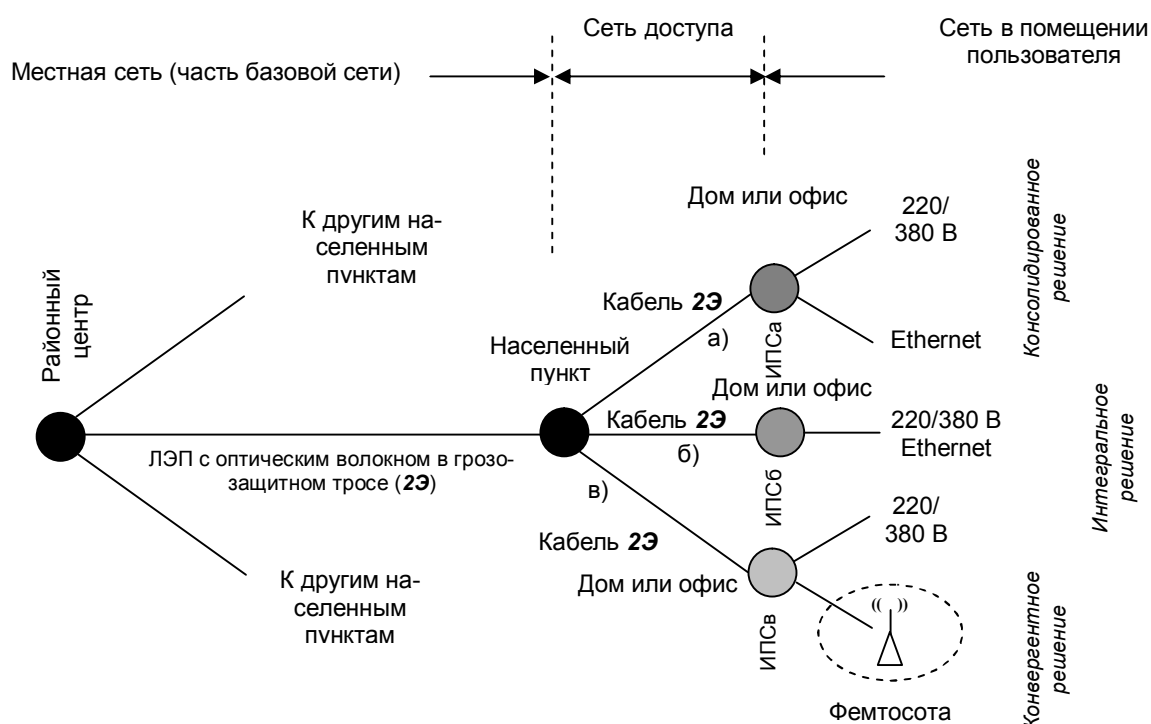 Сеть доступа
Сеть в помещении
пользователя
Местная сеть (часть базовой сети)
Дом или офис
220/
380 В
Консолидированное
решение
К другим на-
селенным
пунктам
Кабель 2Э
а)
ИПСа
Ethernet
Районный
центр
Населенный
пункт
Дом или офис
Кабель 2Э
б)
ИПСб
220/380 В
Ethernet
Интегральное
решение
ЛЭП с оптическим волокном в грозо-
защитном тросе (2Э)
в)
Кабель 2Э
220/
380 В
Дом или офис
ИПСв
К другим на-
селенным
пунктам
(( ))
Конвергентное
решение
Фемтосота